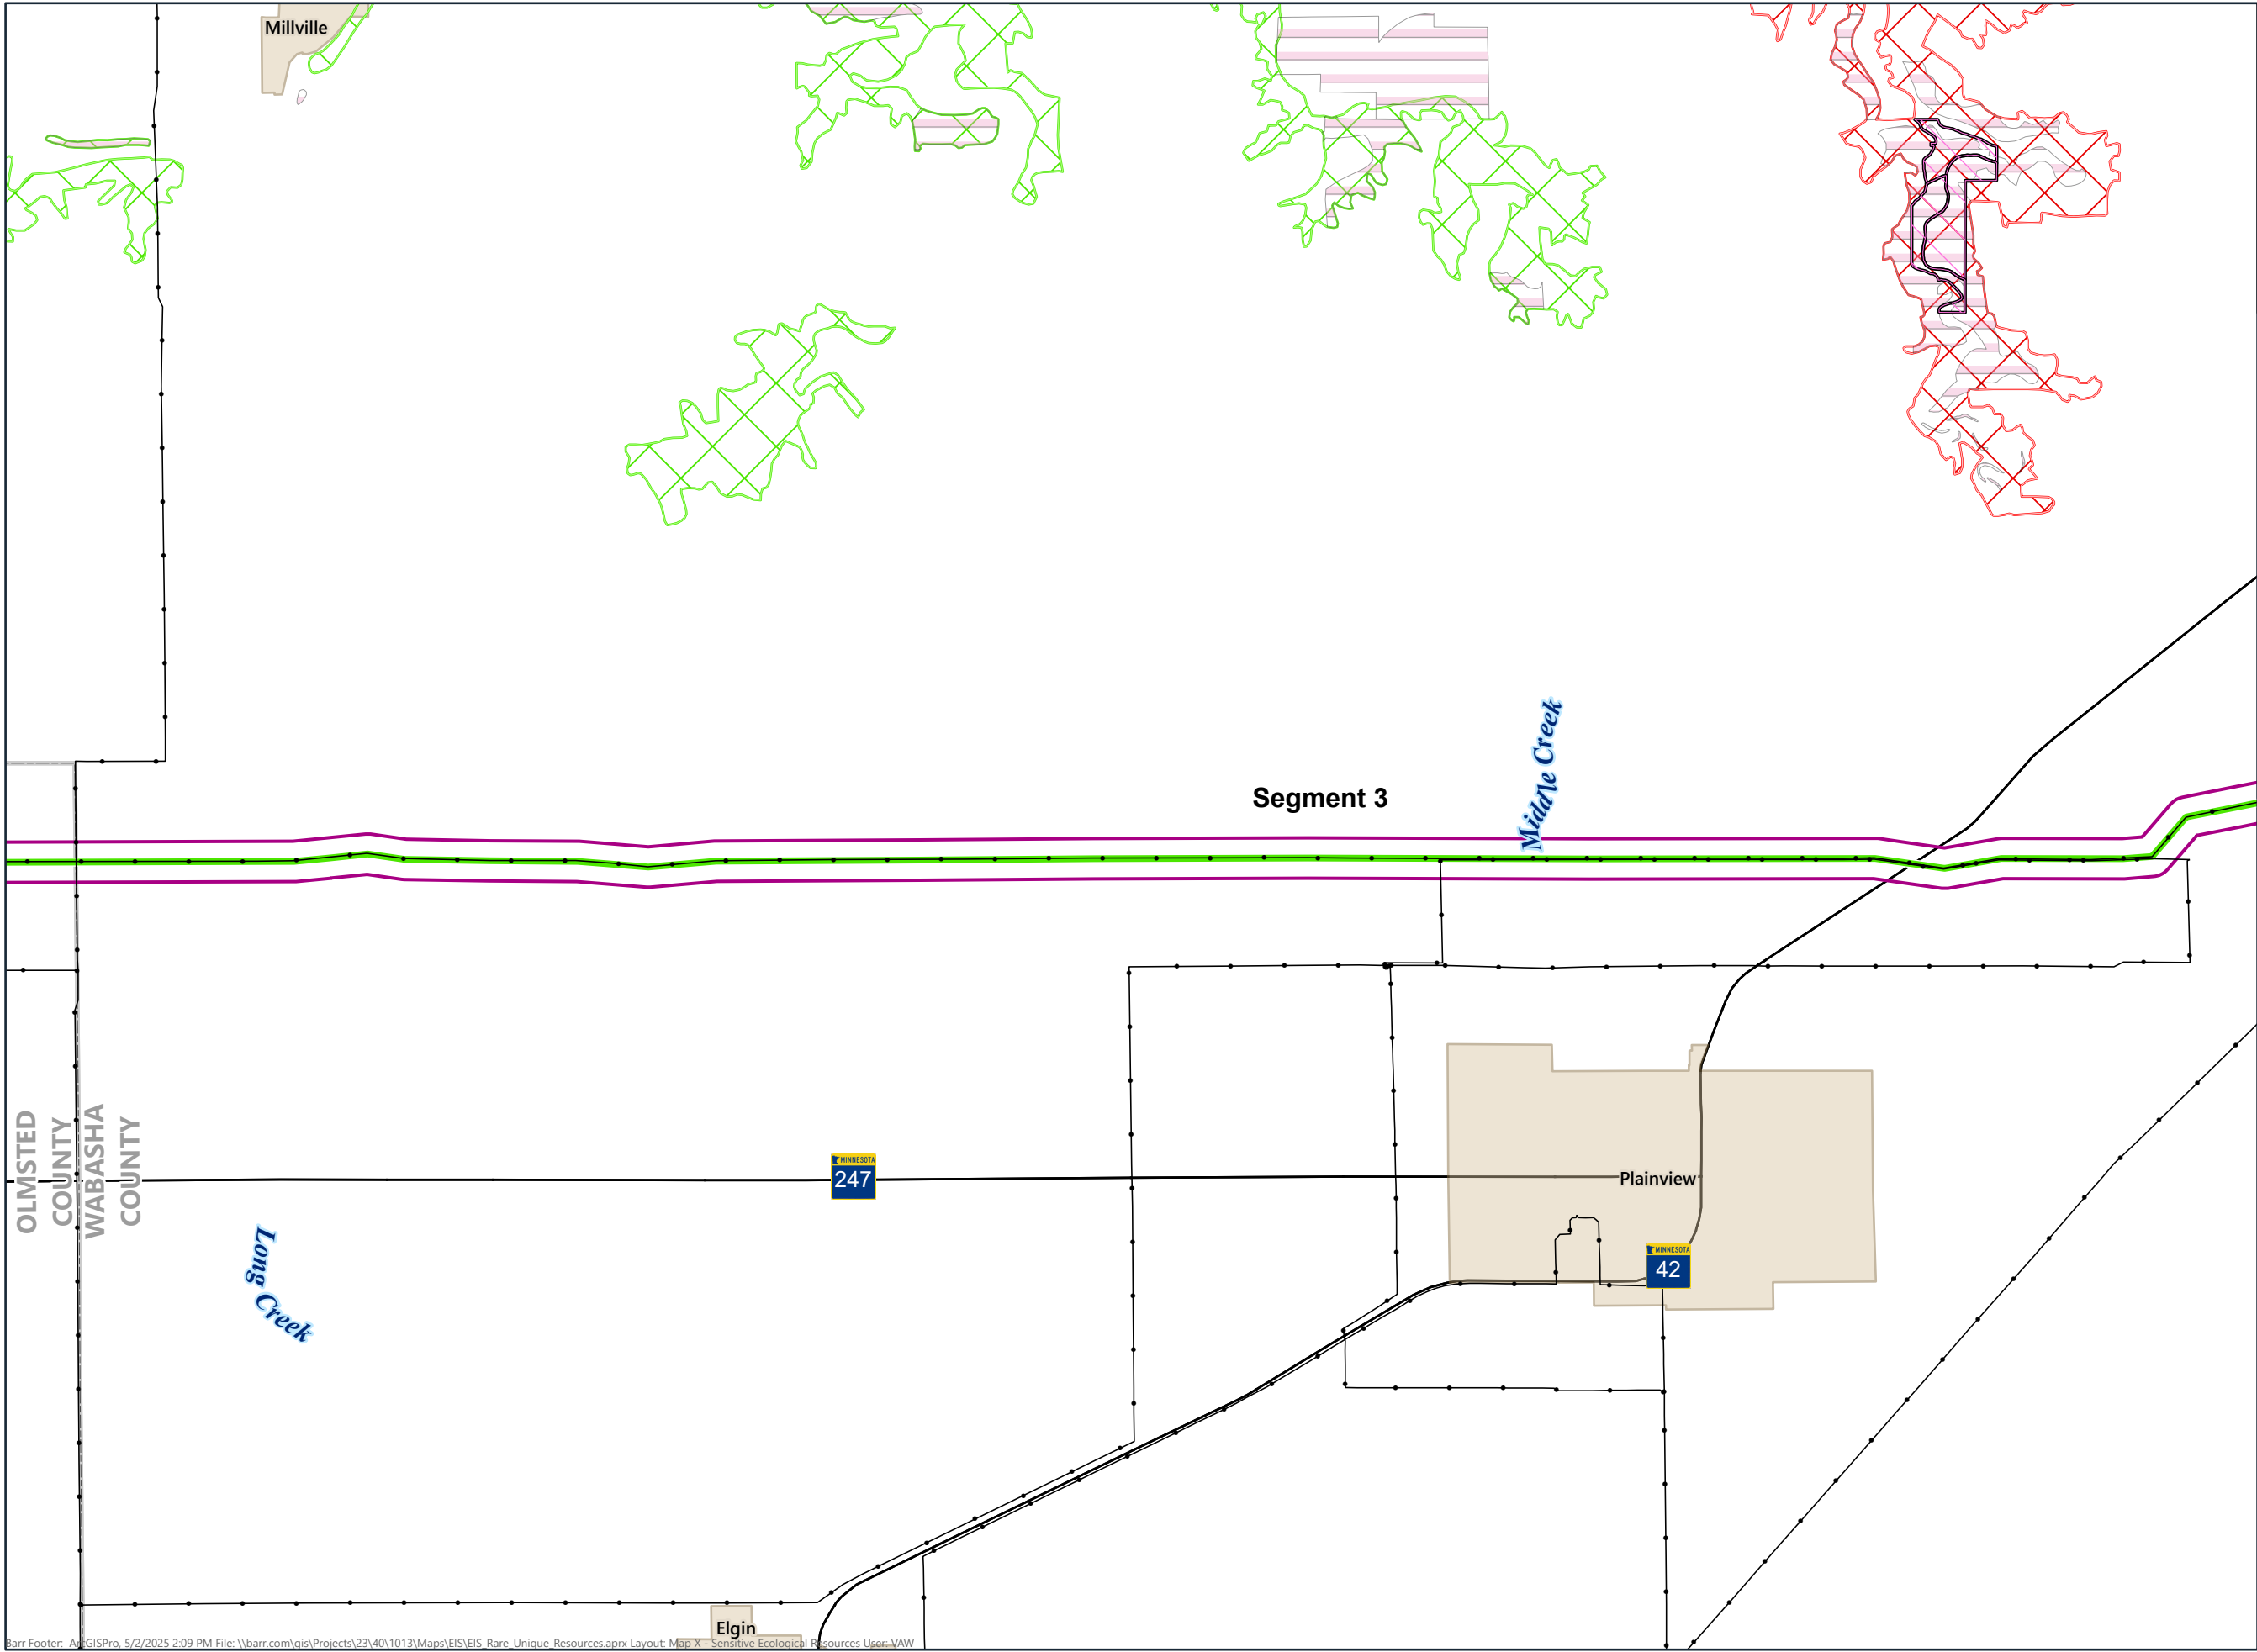 Millville
Middle Creek
Segment 3
OLMSTED
COUNTY
WABASHA
COUNTY
MINNESOTA
247
Plainview
Long Creek
MINNESOTA
42
Elgin
Barr Footer: ArcGISPro, 5/2/2025 2:09 PM File: \\barr.com\gis\Projects\23\40\1013\Maps\EIS\EIS_Rare_Unique_Resources.aprx Layout: Map X - Sensitive Ecological Resources User: VAW